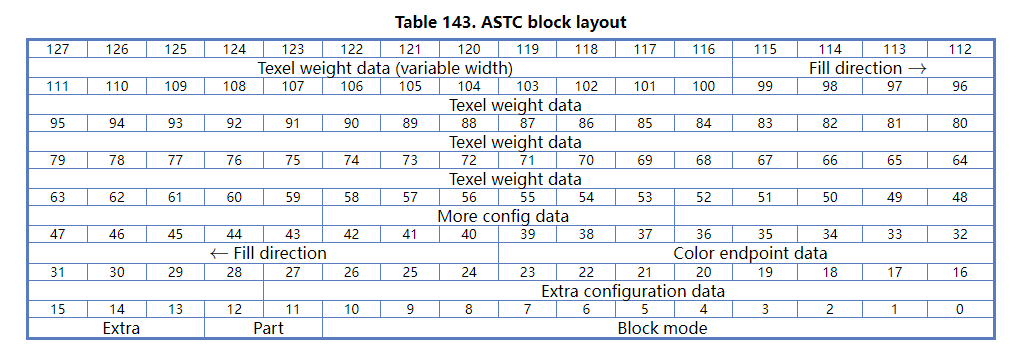 Table 143. ASTC block layout
127 126 125 124 123 122 121 120 119 118 117 116 115 114 113 112
Texel weight data (variable width) Fill direction →
111 110 109 108 107 106 105 104 103 102 101 100 99 98 97 96
Texel weight data
95 94 93 92 91 90 89 88 87 86 85 84 83 82 81 80
Texel weight data
79 78 77 76 75 74 73 72 71 70 69 68 67 66 65 64
Texel weight data
63 62 61 60 59 58 57 56 55 54 53 52 51 50 49 48
More config data
47 46 45 44 43 42 41 40 39 38 37 36 35 34 33 32
← Fill direction Color endpoint data
31 30 29 28 27 26 25 24 23 22 21 20 19 18 17 16
Extra configuration data
15 14 13 12 11 10 9 8 7 6 5 4 3 2 1 0
Extra Part Block mode